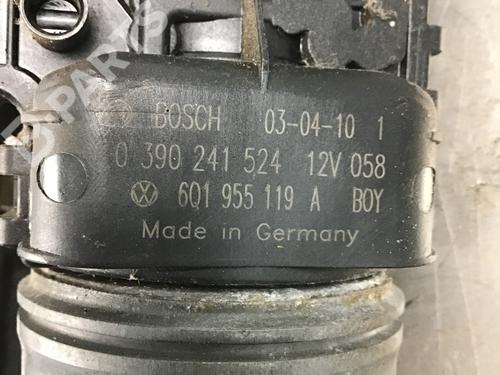 BOSCH 03-04-10 1
0 390 241 524 12V 058
6Q1 955 119 A BOY
Made in Germany